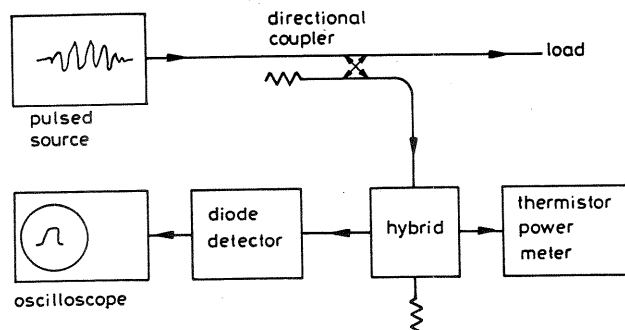 directional
coupler
load
pulsed
source
diode
detector
hybrid
thermistor
power
meter
oscilloscope